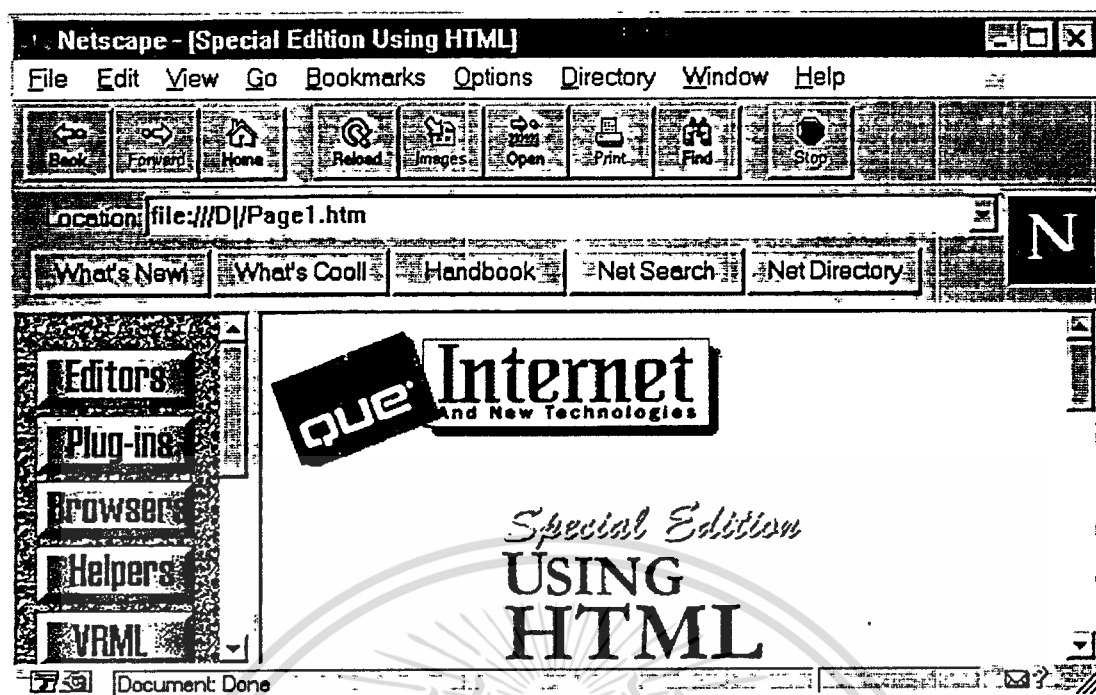 Netscape - [Special Edition Using HTML]
File Edit View Go Bookmarks Options Directory Window Help
Back Forward Home Reload Images Open Print Find Stop
Location: file:///D|/Page1.htm
N
What's New! What's Cool! Handbook Net Search Net Directory
Editors
Plug-ins
Browsers
Helpers
VRML
que Internet
And New Technologies
Special Edition
USING
HTML
Document: Done
?